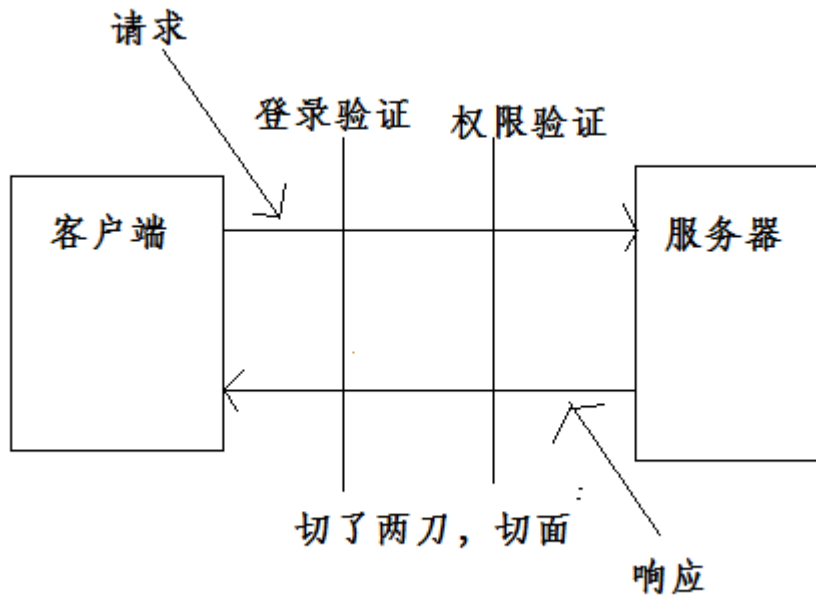 请求
登录验证
权限验证
客户端
服务器
切了两刀，切面
响应